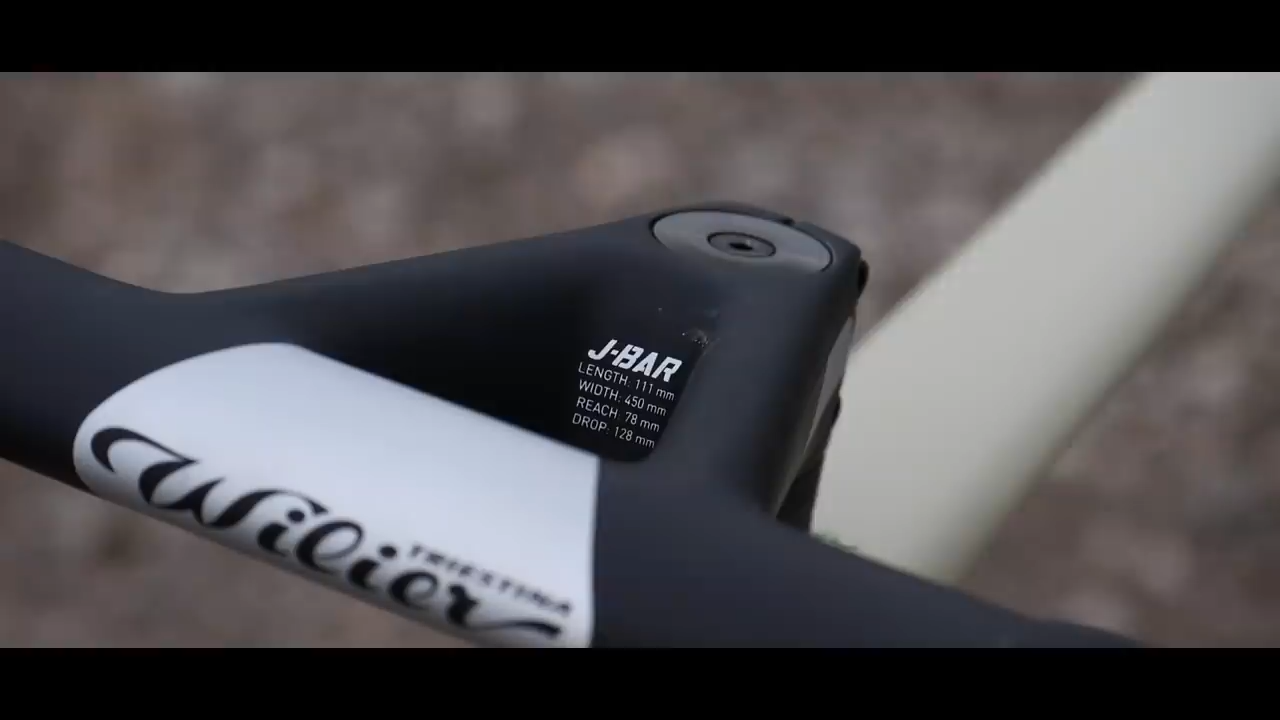 J-BAR
LENGTH: 111 mm
WIDTH: 450 mm
REACH: 78 mm
DROP: 128 mm
Wilier
TRIESTINA